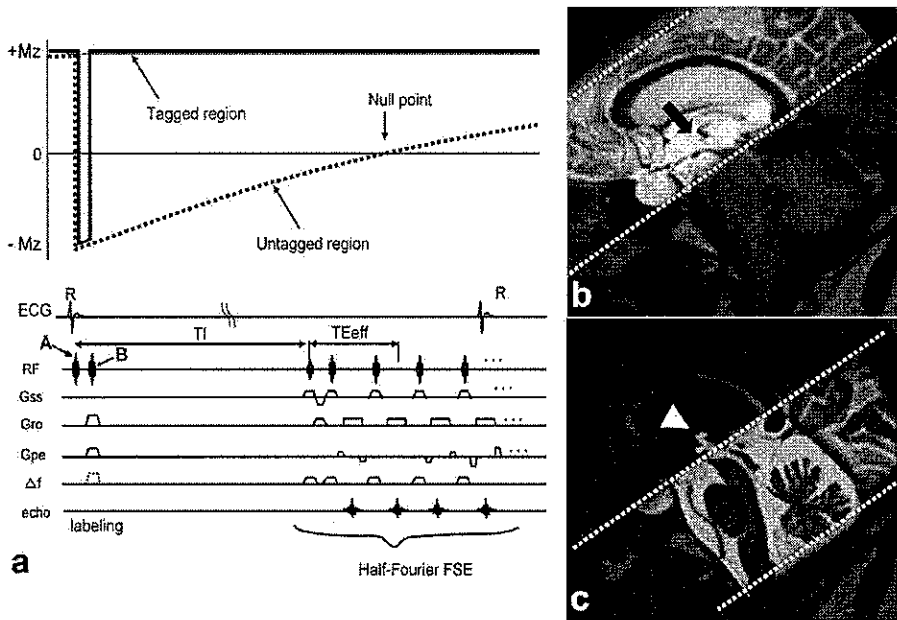 +Mz
Tagged region
Null point
0
- Mz
Untagged region
ECG
R
R
TI
TEeff
A
B
RF
...
Gss
...
Gro
...
Gpe
...
Δf
echo
labeling
Half-Fourier FSE
a
b
c